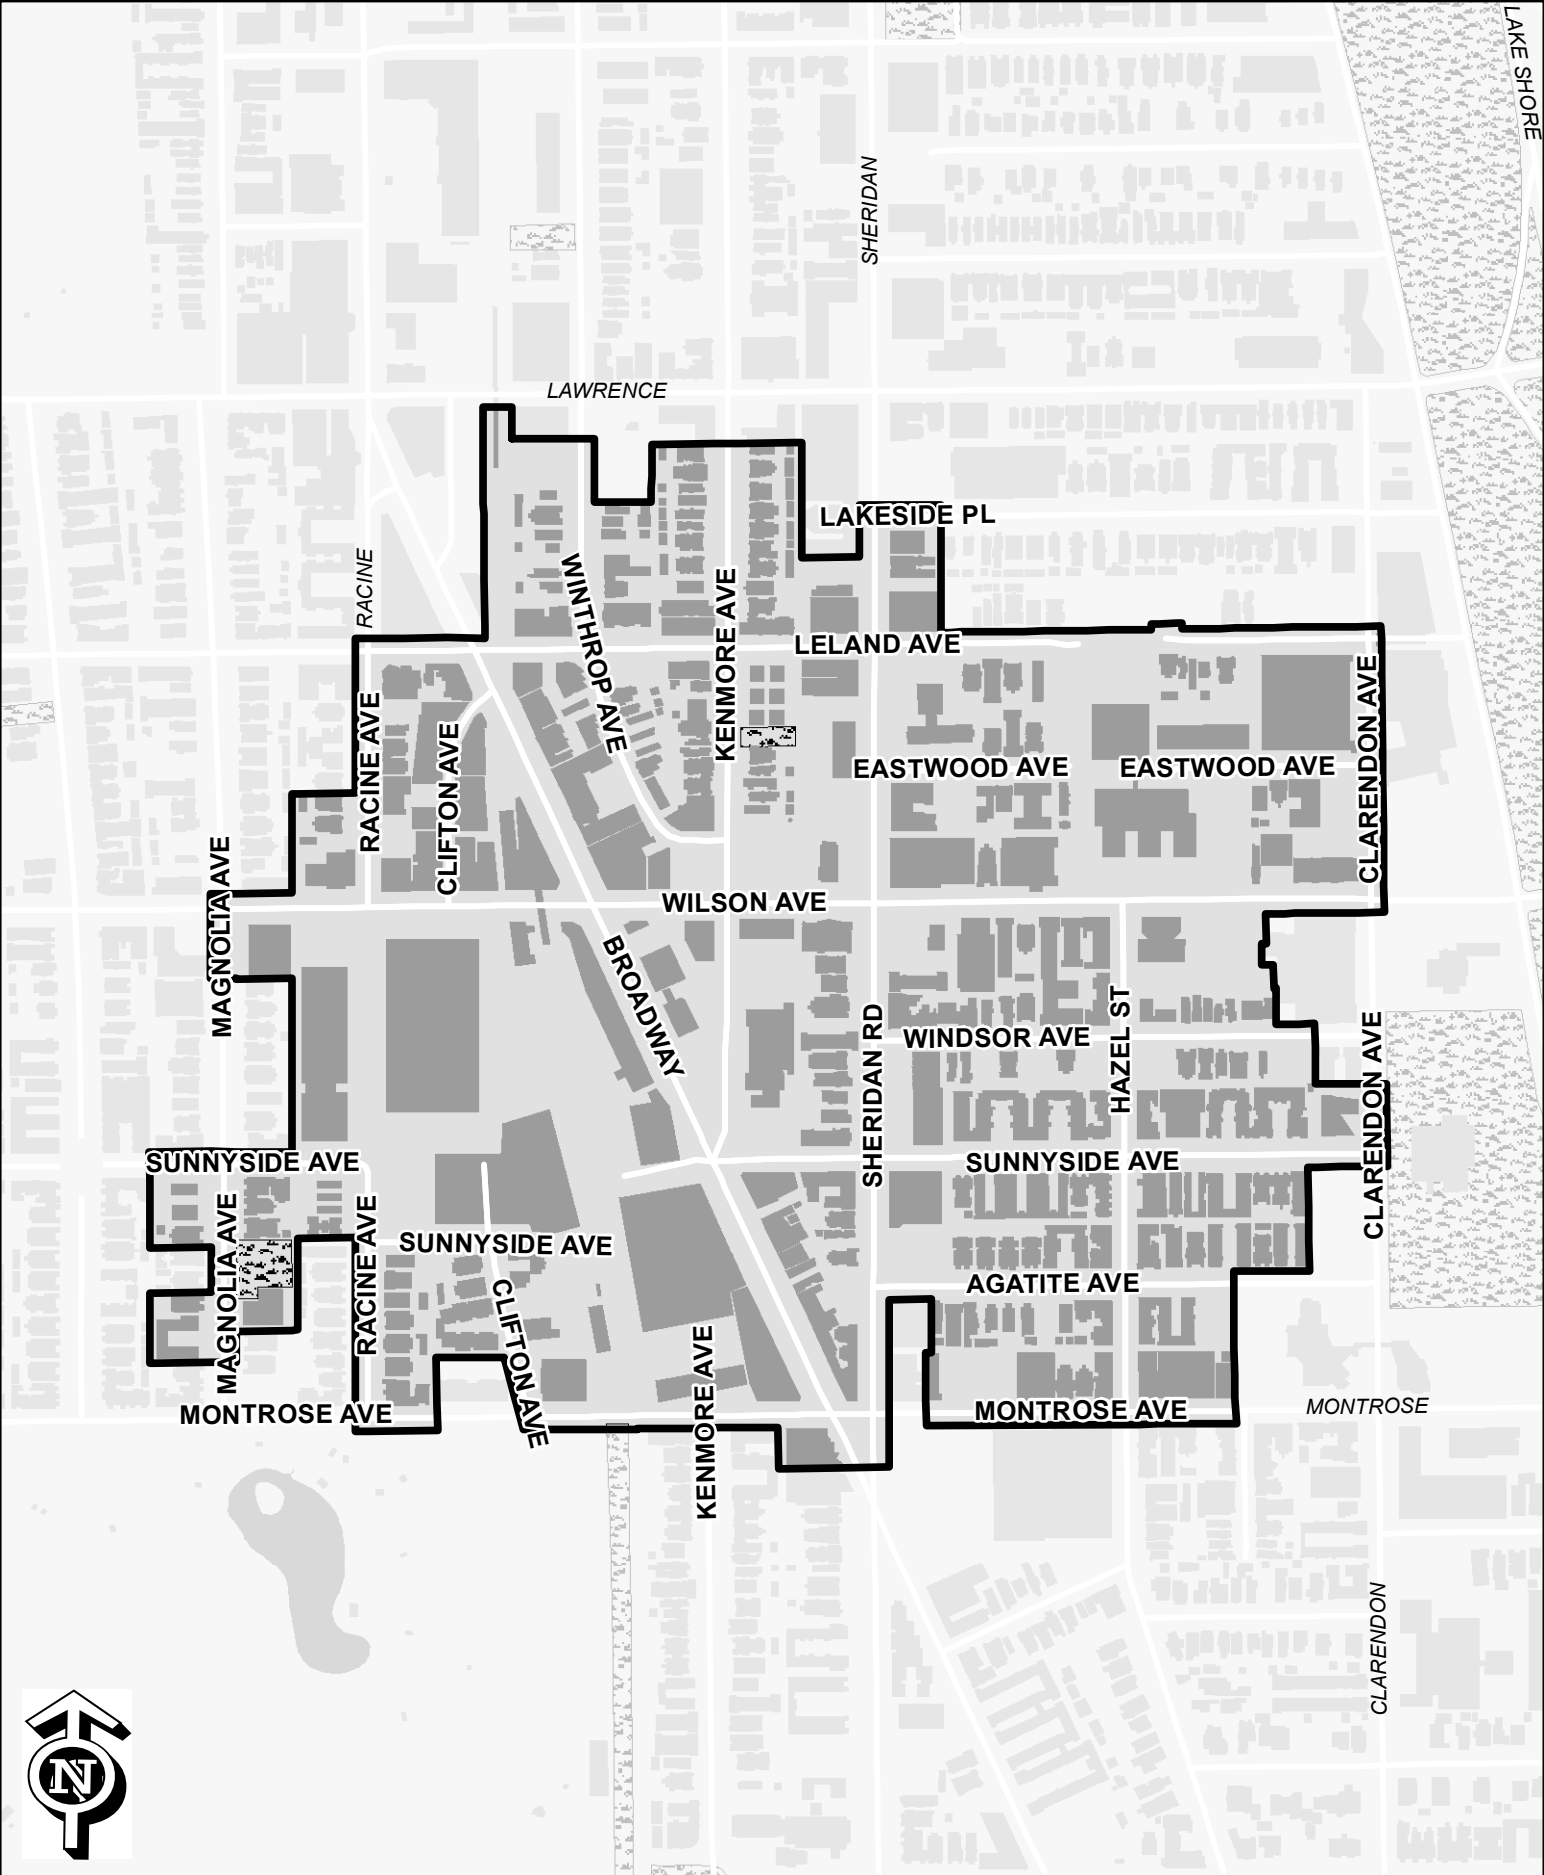 LAKE SHORE
SHERIDAN
LAWRENCE
LAKESIDE PL
RACINE
WINTHROP AVE
KENMORE AVE
LELAND AVE
RACINE AVE
CLIFTON AVE
CLARENDON AVE
EASTWOOD AVE
EASTWOOD AVE
MAGNOLIA AVE
WILSON AVE
BROADWAY
SHERIDAN RD
WINDSOR AVE
HAZEL ST
CLARENDON AVE
SUNNYSIDE AVE
SUNNYSIDE AVE
MAGNOLIA AVE
RACINE AVE
SUNNYSIDE AVE
CLIFTON AVE
AGATITE AVE
KENMORE AVE
MONTROSE AVE
MONTROSE AVE
MONTROSE
CLARENDON
N